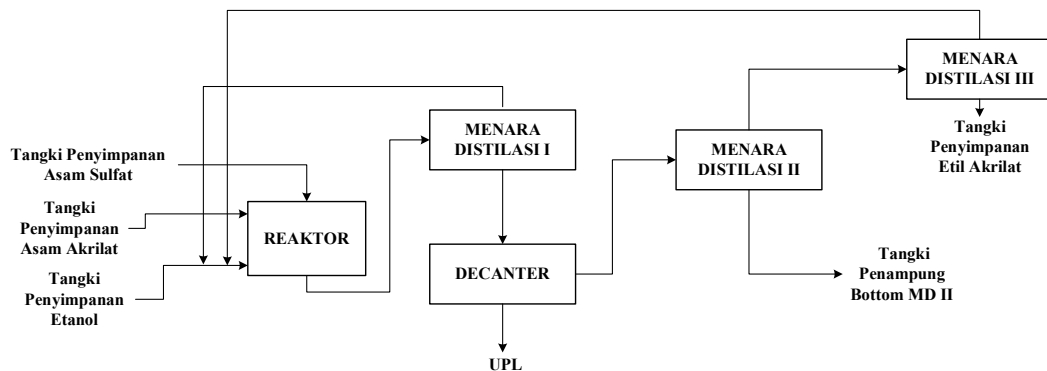 MENARA
DISTILASI III
MENARA
DISTILASI I
Tangki
Penyimpanan
Etil Akrilat
MENARA
DISTILASI II
Tangki Penyimpanan
Asam Sulfat
Tangki
Penyimpanan
Asam Akrilat
REAKTOR
DECANTER
Tangki
Penampung
Bottom MD II
Tangki
Penyimpanan
Etanol
UPL